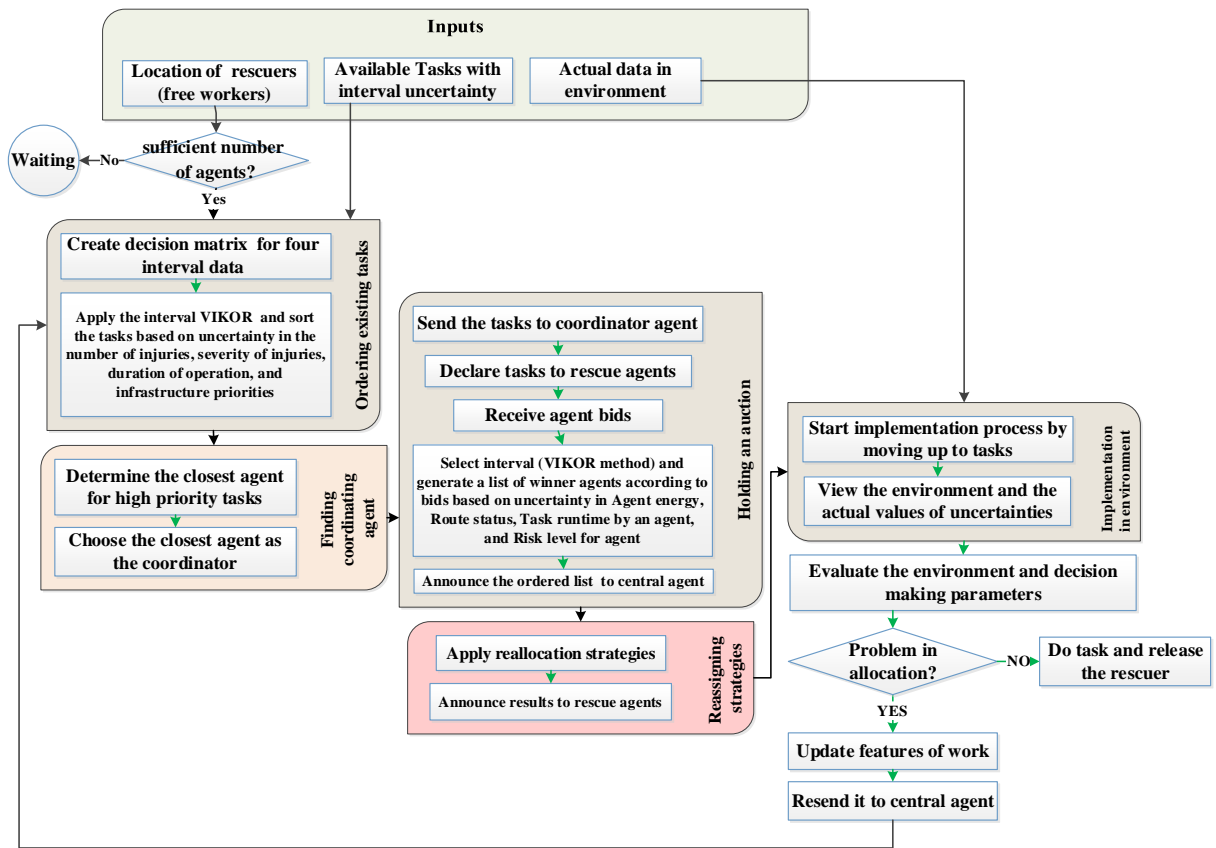 Inputs
Location of rescuers
(free workers)
Available Tasks with
interval uncertainty
Actual data in
environment
sufficient number
of agents?
Waiting
No
Yes
Create decision matrix for four
interval data
Apply the interval VIKOR and sort
the tasks based on uncertainty in the
number of injuries, severity of injuries,
duration of operation, and
infrastructure priorities
Ordering existing tasks
Determine the closest agent
for high priority tasks
Choose the closest agent as
the coordinator
Finding
coordinating
agent
Send the tasks to coordinator agent
Declare tasks to rescue agents
Receive agent bids
Select interval (VIKOR method) and
generate a list of winner agents according to
bids based on uncertainty in Agent energy,
Route status, Task runtime by an agent,
and Risk level for agent
Announce the ordered list to central agent
Holding an auction
Apply reallocation strategies
Announce results to rescue agents
Reassigning
strategies
Start implementation process by
moving up to tasks
View the environment and the
actual values of uncertainties
Implementation
in environment
Evaluate the environment and decision
making parameters
Problem in
allocation?
NO
Do task and release
the rescuer
YES
Update features of work
Resend it to central agent